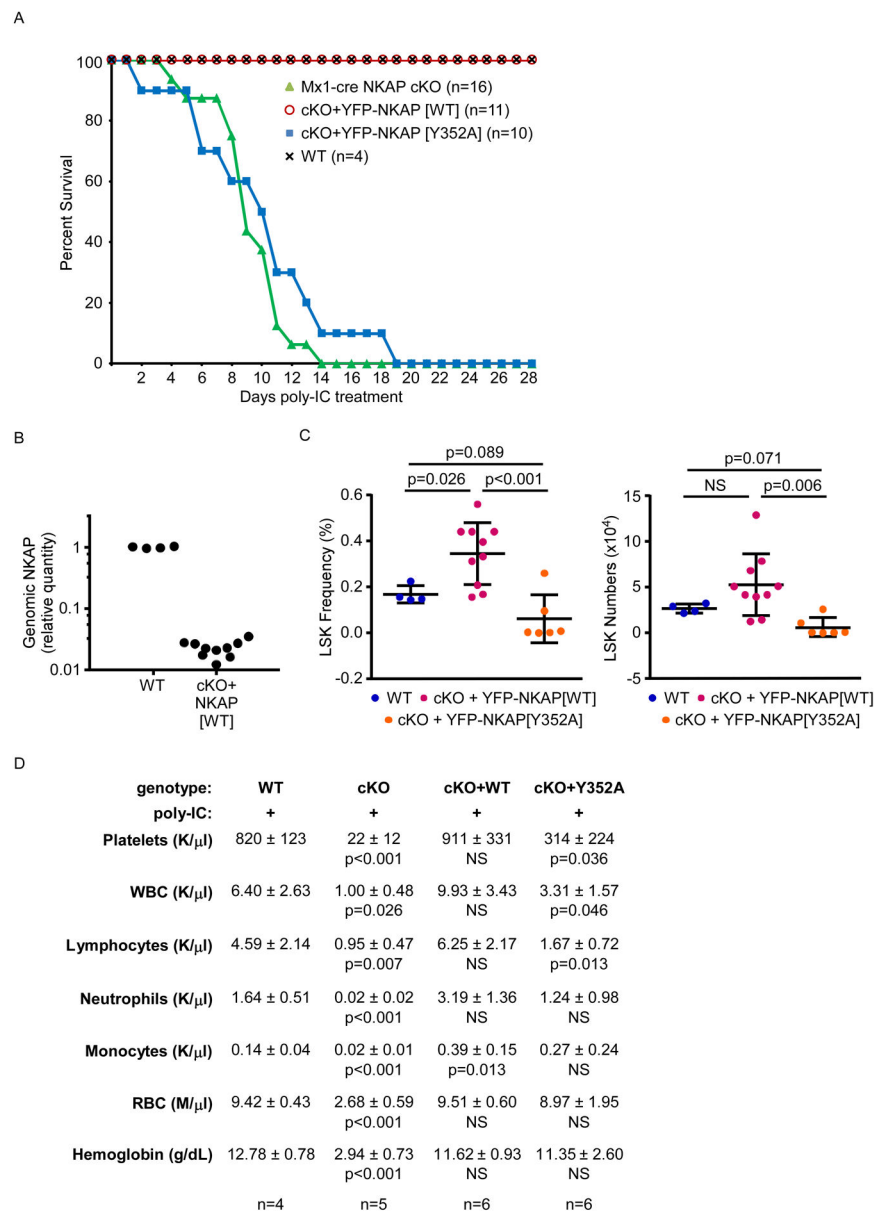 A
100
80
60
40
20
0
Percent Survival
Mx1-cre NKAP cKO (n=16)
cKO+YFP-NKAP [WT] (n=11)
cKO+YFP-NKAP [Y352A] (n=10)
WT (n=4)
2 4 6 8 10 12 14 16 18 20 22 24 26 28
Days poly-IC treatment
B
Genomic NKAP
(relative quantity)
1
0.1
0.01
WT
cKO+
NKAP
[WT]
C
p=0.089
p=0.026 p<0.001
LSK Frequency (%)
0.6
0.4
0.2
0.0
-0.2
WT cKO + YFP-NKAP[WT]
cKO + YFP-NKAP[Y352A]
p=0.071
NS p=0.006
LSK Numbers (x10⁴)
15
10
5
0
-5
WT cKO + YFP-NKAP[WT]
cKO + YFP-NKAP[Y352A]
D
genotype: WT cKO cKO+WT cKO+Y352A
poly-IC: + + + +
Platelets (K/μl) 820 ± 123 22 ± 12 911 ± 331 314 ± 224
p<0.001 NS p=0.036
WBC (K/μl) 6.40 ± 2.63 1.00 ± 0.48 9.93 ± 3.43 3.31 ± 1.57
p=0.026 NS p=0.046
Lymphocytes (K/μl) 4.59 ± 2.14 0.95 ± 0.47 6.25 ± 2.17 1.67 ± 0.72
p=0.007 NS p=0.013
Neutrophils (K/μl) 1.64 ± 0.51 0.02 ± 0.02 3.19 ± 1.36 1.24 ± 0.98
p<0.001 NS NS
Monocytes (K/μl) 0.14 ± 0.04 0.02 ± 0.01 0.39 ± 0.15 0.27 ± 0.24
p<0.001 p=0.013 NS
RBC (M/μl) 9.42 ± 0.43 2.68 ± 0.59 9.51 ± 0.60 8.97 ± 1.95
p<0.001 NS NS
Hemoglobin (g/dL) 12.78 ± 0.78 2.94 ± 0.73 11.62 ± 0.93 11.35 ± 2.60
p<0.001 NS NS
n=4 n=5 n=6 n=6